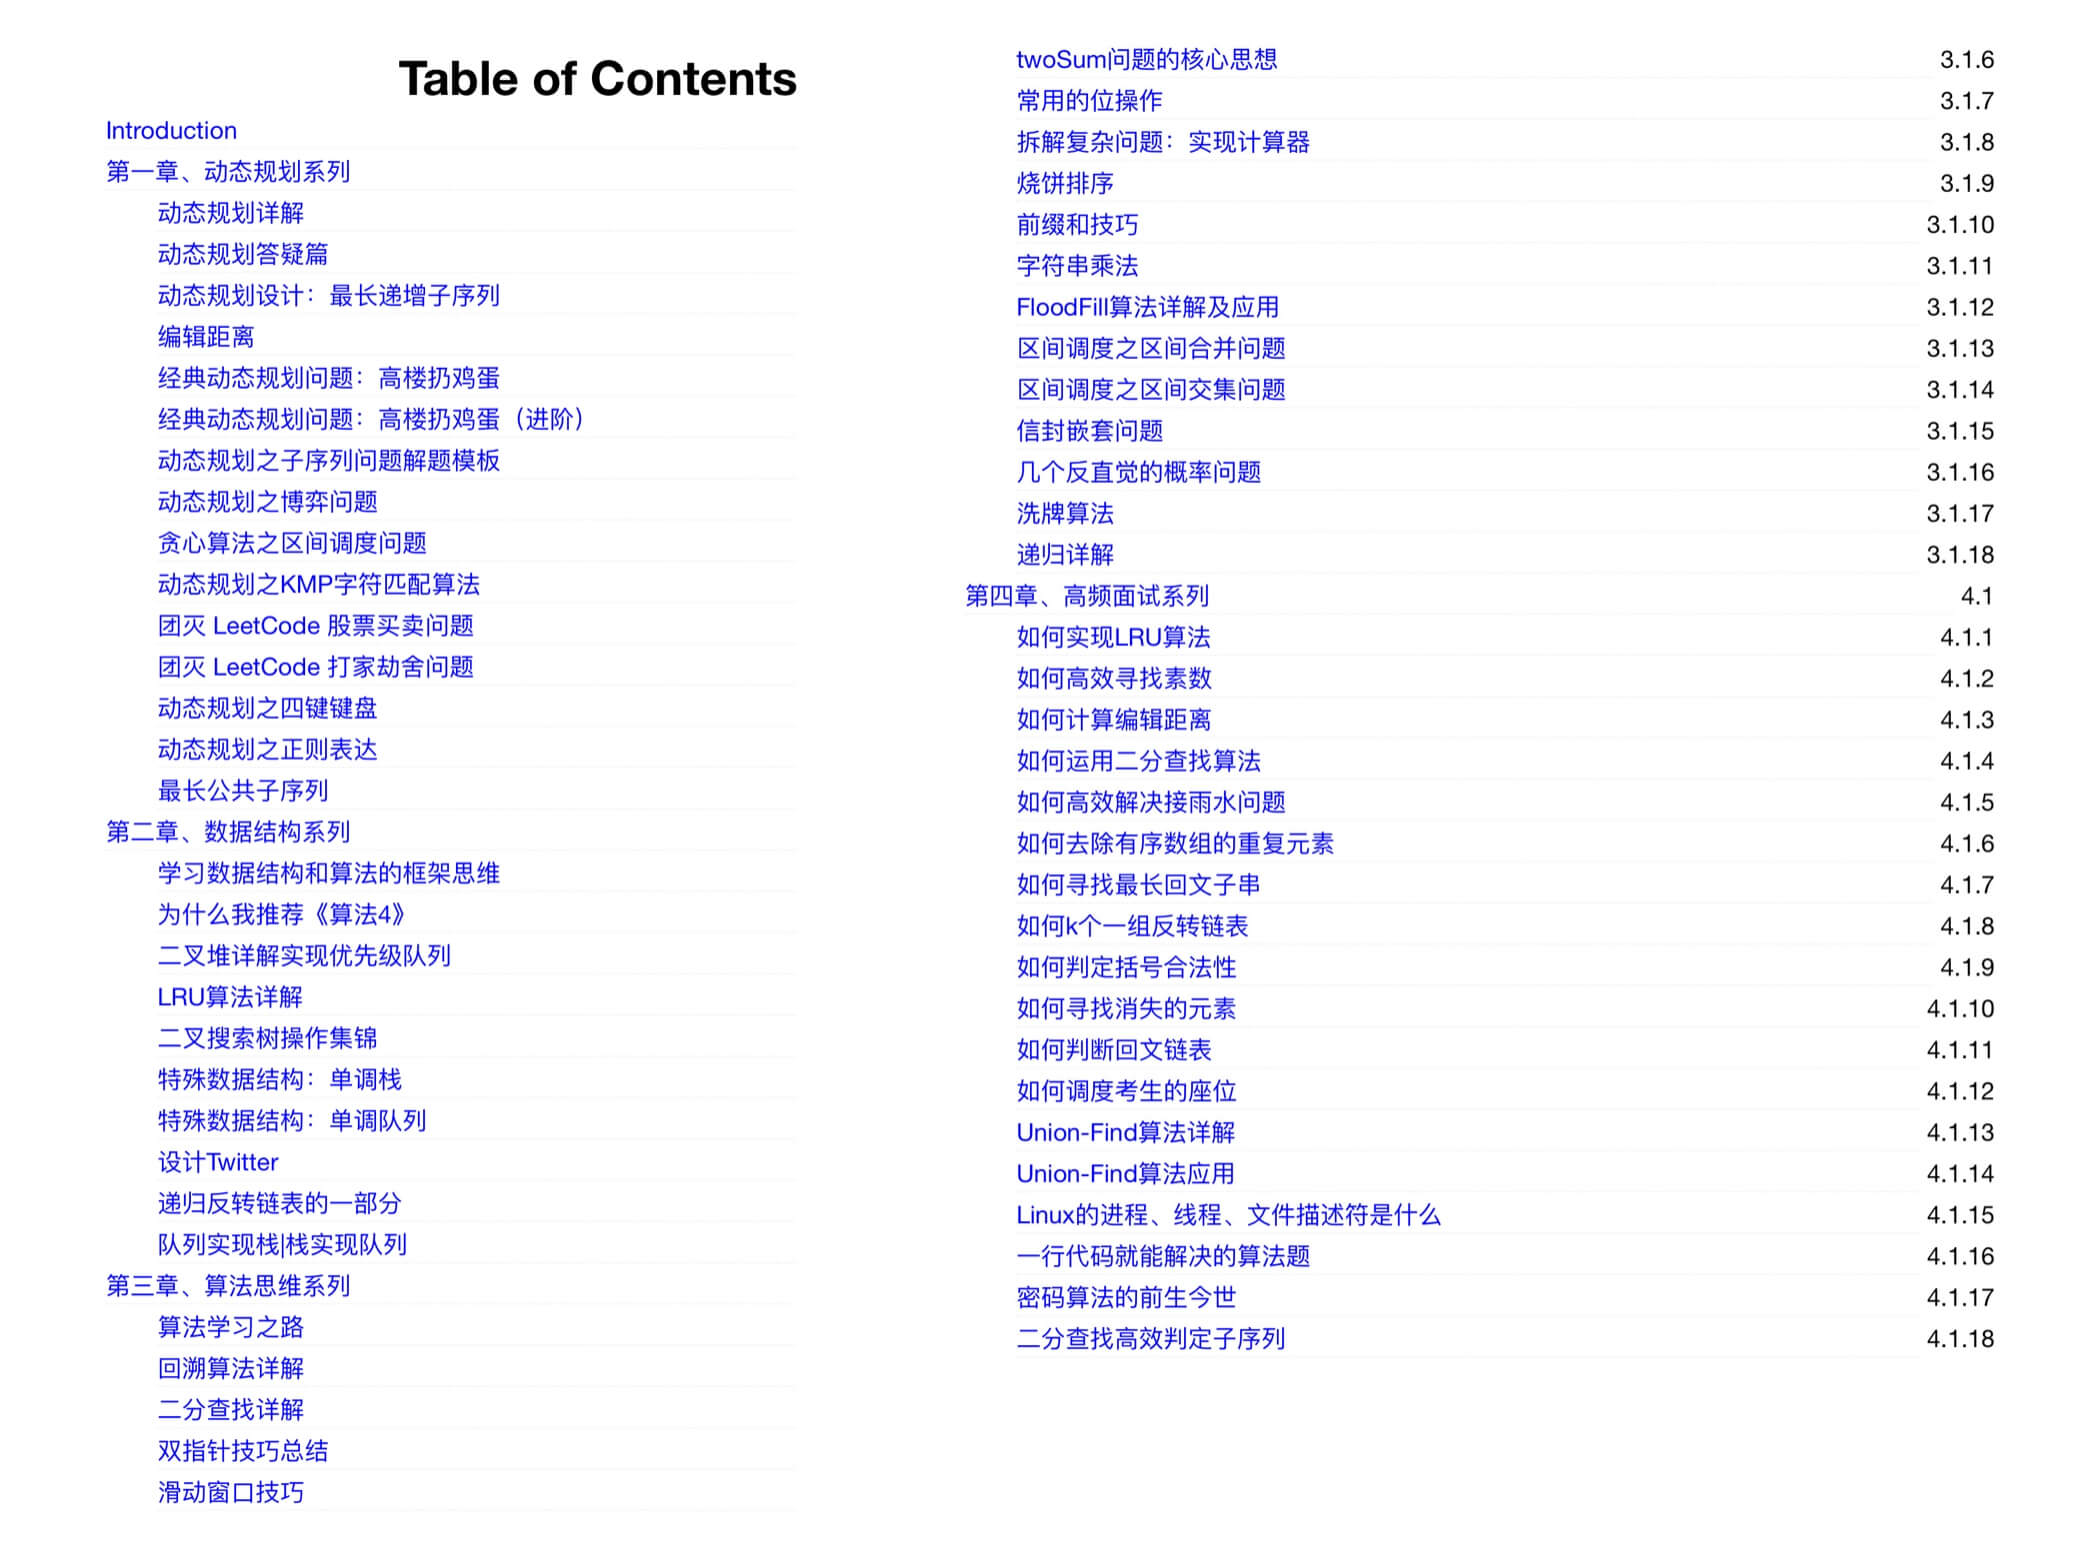 Table of Contents
Introduction
第一章、动态规划系列
动态规划详解
动态规划答疑篇
动态规划设计：最长递增子序列
编辑距离
经典动态规划问题：高楼扔鸡蛋
经典动态规划问题：高楼扔鸡蛋（进阶）
动态规划之子序列问题解题模板
动态规划之博弈问题
贪心算法之区间调度问题
动态规划之KMP字符匹配算法
团灭 LeetCode 股票买卖问题
团灭 LeetCode 打家劫舍问题
动态规划之四键键盘
动态规划之正则表达
最长公共子序列
第二章、数据结构系列
学习数据结构和算法的框架思维
为什么我推荐《算法4》
二叉堆详解实现优先级队列
LRU算法详解
二叉搜索树操作集锦
特殊数据结构：单调栈
特殊数据结构：单调队列
设计Twitter
递归反转链表的一部分
队列实现栈|栈实现队列
第三章、算法思维系列
算法学习之路
回溯算法详解
二分查找详解
双指针技巧总结
滑动窗口技巧
twoSum问题的核心思想 3.1.6
常用的位操作 3.1.7
拆解复杂问题：实现计算器 3.1.8
烧饼排序 3.1.9
前缀和技巧 3.1.10
字符串乘法 3.1.11
FloodFill算法详解及应用 3.1.12
区间调度之区间合并问题 3.1.13
区间调度之区间交集问题 3.1.14
信封嵌套问题 3.1.15
几个反直觉的概率问题 3.1.16
洗牌算法 3.1.17
递归详解 3.1.18
第四章、高频面试系列 4.1
如何实现LRU算法 4.1.1
如何高效寻找素数 4.1.2
如何计算编辑距离 4.1.3
如何运用二分查找算法 4.1.4
如何高效解决接雨水问题 4.1.5
如何去除有序数组的重复元素 4.1.6
如何寻找最长回文子串 4.1.7
如何k个一组反转链表 4.1.8
如何判定括号合法性 4.1.9
如何寻找消失的元素 4.1.10
如何判断回文链表 4.1.11
如何调度考生的座位 4.1.12
Union-Find算法详解 4.1.13
Union-Find算法应用 4.1.14
Linux的进程、线程、文件描述符是什么 4.1.15
一行代码就能解决的算法题 4.1.16
密码算法的前生今世 4.1.17
二分查找高效判定子序列 4.1.18